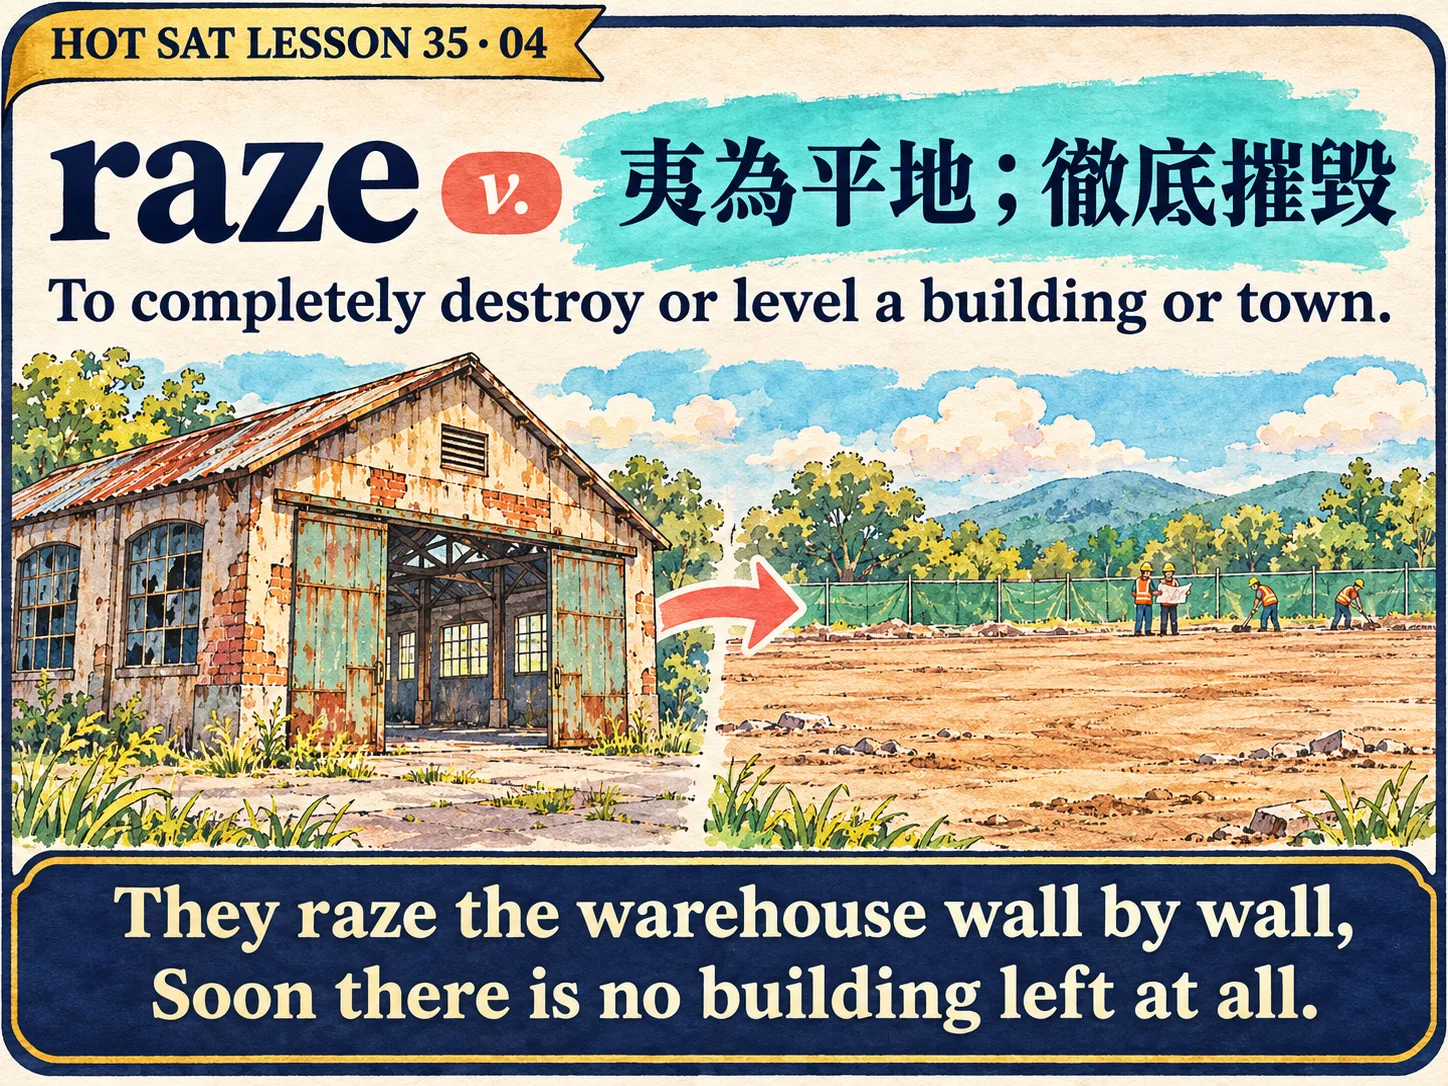 HOT SAT LESSON 35 · 04
raze v. 夷為平地；徹底摧毀
To completely destroy or level a building or town.
They raze the warehouse wall by wall,
Soon there is no building left at all.